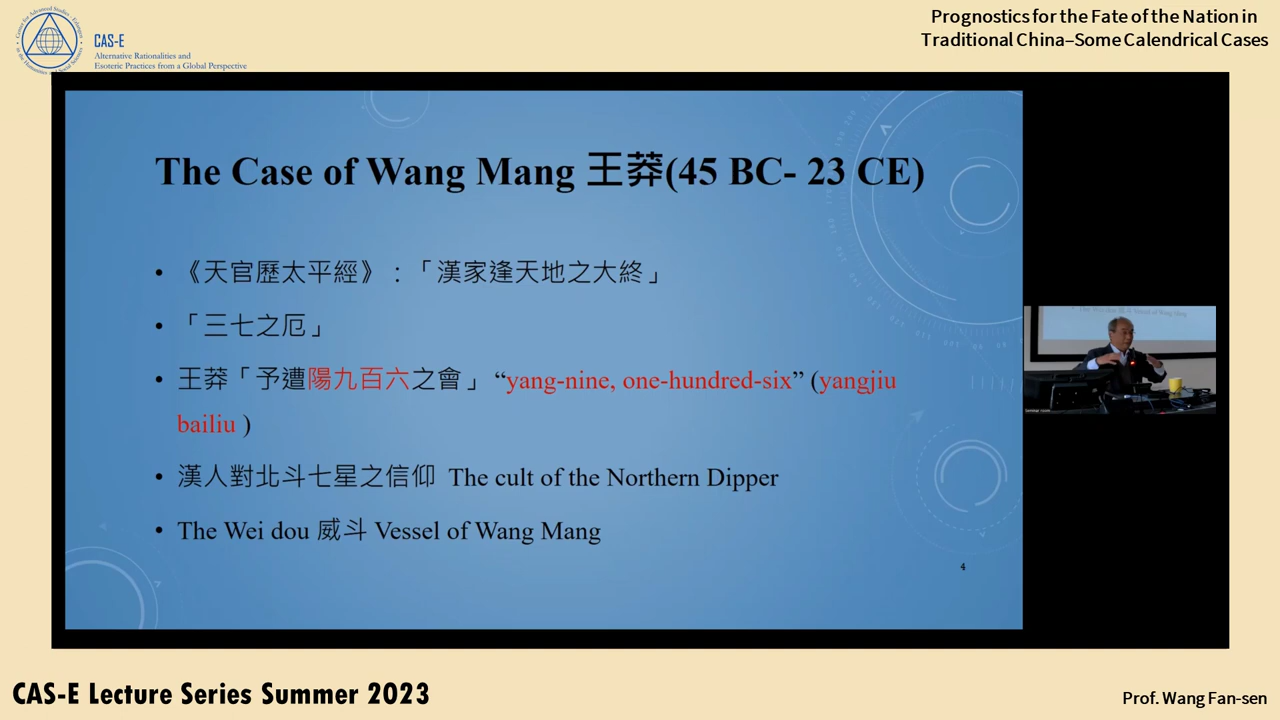 CAS-E
Alternative Rationalities and
Esoteric Practices from a Global Perspective
Prognostics for the Fate of the Nation in
Traditional China–Some Calendrical Cases
The Case of Wang Mang 王莽(45 BC- 23 CE)
• 《天官歷太平經》:「漢家逢天地之大終」
• 「三七之厄」
• 王莽「予遭陽九百六之會」 “yang-nine, one-hundred-six” (yangjiu
bailiu )
• 漢人對北斗七星之信仰 The cult of the Northern Dipper
• The Wei dou 威斗 Vessel of Wang Mang
4
CAS-E Lecture Series Summer 2023
Prof. Wang Fan-sen